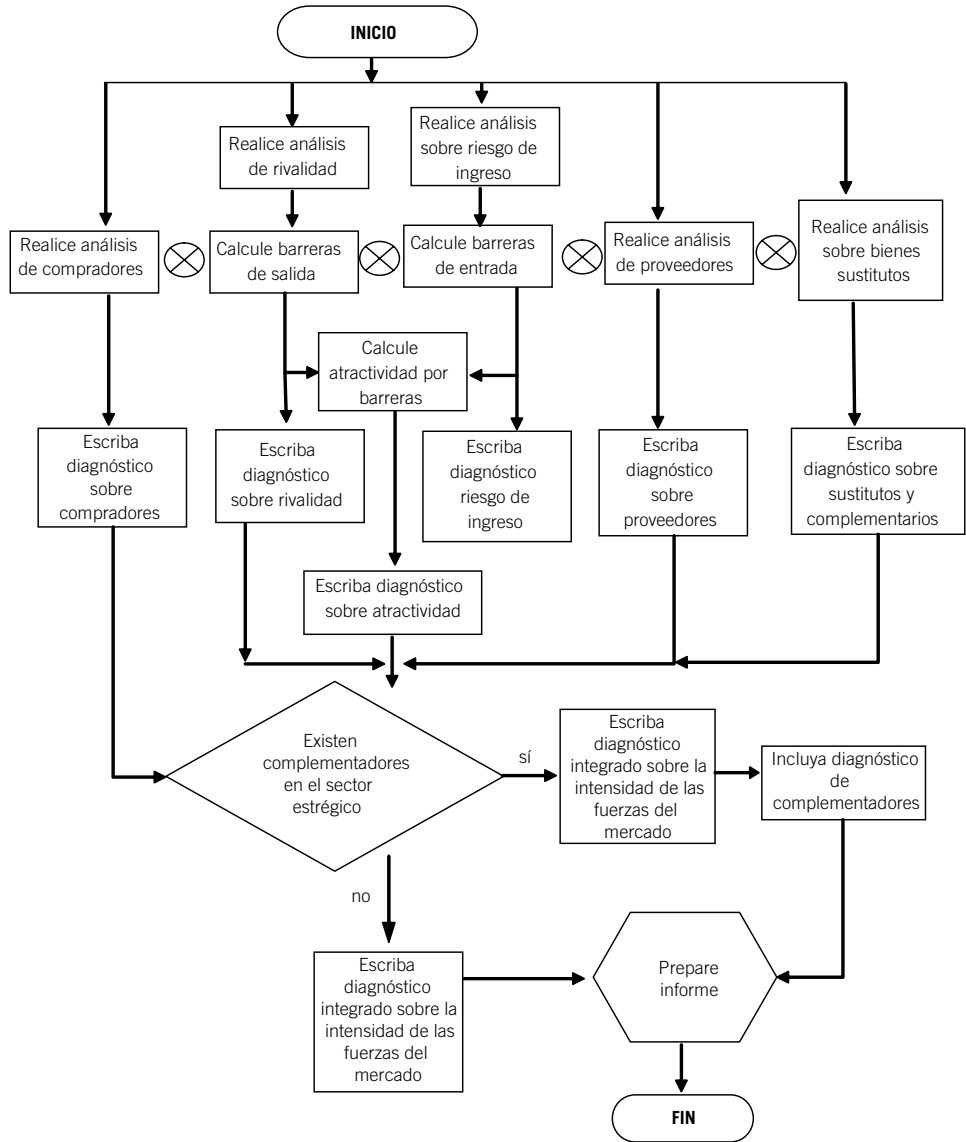 INICIO
Realice análisis
de rivalidad
Realice análisis
sobre riesgo de
ingreso
Realice análisis
de compradores
Calcule barreras
de salida
Calcule barreras
de entrada
Realice análisis
de proveedores
Realice análisis
sobre bienes
sustitutos
Calcule
atractividad por
barreras
Escriba
diagnóstico
sobre
compradores
Escriba
diagnóstico
sobre rivalidad
Escriba
diagnóstico
riesgo de
ingreso
Escriba
diagnóstico
sobre
proveedores
Escriba
diagnóstico sobre
sustitutos y
complementarios
Escriba diagnóstico
sobre atractividad
Existen
complementadores
en el sector
estrégico
sí
Escriba
diagnóstico
integrado sobre la
intensidad de las
fuerzas del
mercado
Incluya diagnóstico
de
complementadores
no
Escriba
diagnóstico
integrado sobre la
intensidad de las
fuerzas del
mercado
Prepare
informe
FIN